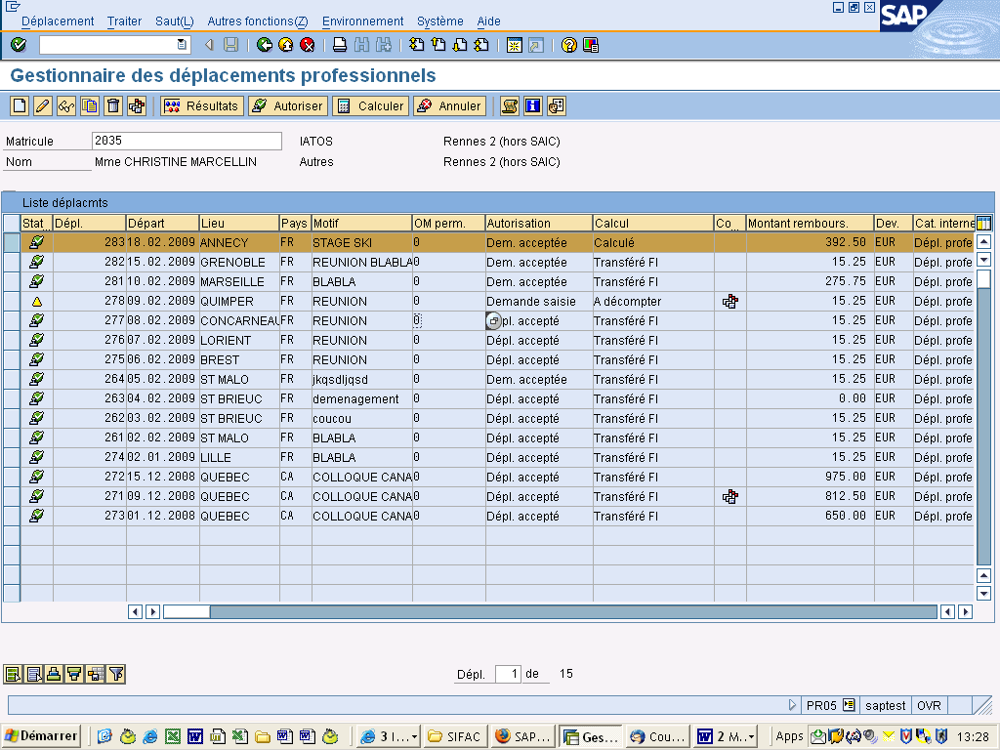 Déplacement Traiter Saut(L) Autres fonctions(Z) Environnement Système Aide
SAP
Gestionnaire des déplacements professionnels
Résultats Autoriser Calculer Annuler
Matricule 2035 IATOS Rennes 2 (hors SAIC)
Nom Mme CHRISTINE MARCELLIN Autres Rennes 2 (hors SAIC)
Liste déplacmts
Stat... Dépl. Départ Lieu Pays Motif OM perm. Autorisation Calcul Co... Montant rembours. Dev. Cat. interne
283 18.02.2009 ANNECY FR STAGE SKI 0 Dem. acceptée Calculé 392.50 EUR Dépl. profe
282 15.02.2009 GRENOBLE FR REUNION BLABLA 0 Dem. acceptée Transféré FI 15.25 EUR Dépl. profe
281 10.02.2009 MARSEILLE FR BLABLA 0 Dem. acceptée Transféré FI 275.75 EUR Dépl. profe
278 09.02.2009 QUIMPER FR REUNION 0 Demande saisie A décompter 15.25 EUR Dépl. profe
277 08.02.2009 CONCARNEAU FR REUNION 0 pl. accepté Transféré FI 15.25 EUR Dépl. profe
276 07.02.2009 LORIENT FR REUNION 0 Dépl. accepté Transféré FI 15.25 EUR Dépl. profe
275 06.02.2009 BREST FR REUNION 0 Dépl. accepté Transféré FI 15.25 EUR Dépl. profe
264 05.02.2009 ST MALO FR jkqsdljqsd 0 Dem. acceptée Transféré FI 15.25 EUR Dépl. profe
263 04.02.2009 ST BRIEUC FR demenagement 0 Dépl. accepté Transféré FI 0.00 EUR Dépl. profe
262 03.02.2009 ST BRIEUC FR coucou 0 Dépl. accepté Transféré FI 15.25 EUR Dépl. profe
261 02.02.2009 ST MALO FR BLABLA 0 Dépl. accepté Transféré FI 15.25 EUR Dépl. profe
274 02.01.2009 LILLE FR BLABLA 0 Dépl. accepté Transféré FI 15.25 EUR Dépl. profe
272 15.12.2008 QUEBEC CA COLLOQUE CANA 0 Dépl. accepté Transféré FI 975.00 EUR Dépl. profe
271 09.12.2008 QUEBEC CA COLLOQUE CANA 0 Dépl. accepté Transféré FI 812.50 EUR Dépl. profe
273 01.12.2008 QUEBEC CA COLLOQUE CANA 0 Dépl. accepté Transféré FI 650.00 EUR Dépl. profe
Dépl. 1 de 15
PR05 saptest OVR
Démarrer 3 I... SIFAC SAP... Ges... Cou... 2 M... Apps 13:28